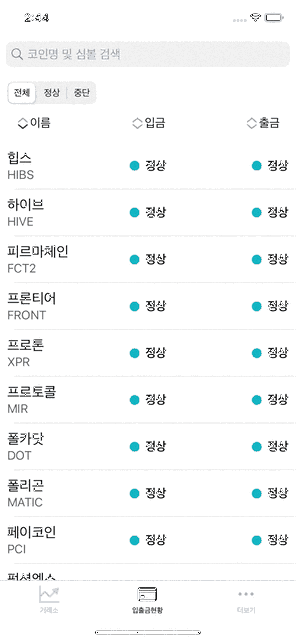 2:54
코인명 및 심볼 검색
전체 정상 중단
이름 입금 출금
힙스 정상 정상
HIBS
하이브 정상 정상
HIVE
피르마체인 정상 정상
FCT2
프론티어 정상 정상
FRONT
프로톤 정상 정상
XPR
프로토콜 정상 정상
MIR
폴카닷 정상 정상
DOT
폴리곤 정상 정상
MATIC
페이코인 정상 정상
PCI
거래소 입출금현황 더보기